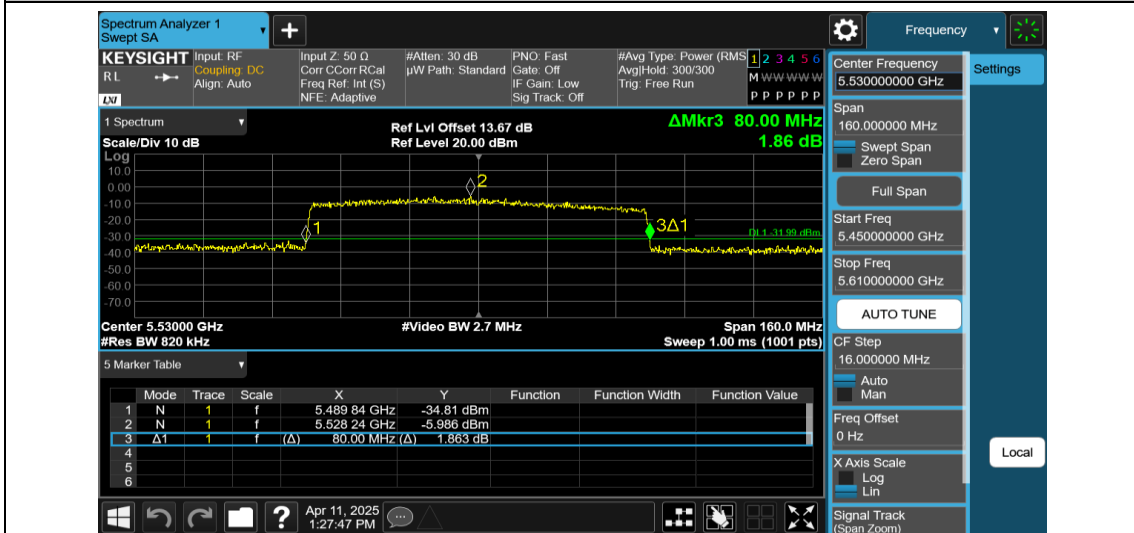 Spectrum Analyzer 1
Swept SA
Frequency
KEYSIGHT
R L
LXI
Input: RF
Coupling: DC
Align: Auto
Input Z: 50 Ω
Corr CCorr RCal
Freq Ref: Int (S)
NFE: Adaptive
#Atten: 30 dB
µW Path: Standard
PNO: Fast
Gate: Off
IF Gain: Low
Sig Track: Off
#Avg Type: Power (RMS
Avg|Hold: 300/300
Trig: Free Run
1 2 3 4 5 6
M W W W W W
P P P P P P
1 Spectrum
Scale/Div 10 dB
Ref Lvl Offset 13.67 dB
Ref Level 20.00 dBm
ΔMkr3 80.00 MHz
1.86 dB
Log
10.0
0.00
-10.0
-20.0
-30.0
-40.0
-50.0
-60.0
-70.0
1
2
3Δ1
DL1 -31.99 dBm
Center 5.53000 GHz
#Video BW 2.7 MHz
Span 160.0 MHz
#Res BW 820 kHz
Sweep 1.00 ms (1001 pts)
5 Marker Table
Mode Trace Scale X Y Function Function Width Function Value
1 N 1 f 5.489 84 GHz -34.81 dBm
2 N 1 f 5.528 24 GHz -5.986 dBm
3 Δ1 1 f (Δ) 80.00 MHz (Δ) 1.863 dB
4
5
6
Apr 11, 2025
1:27:47 PM
Center Frequency
5.530000000 GHz
Settings
Span
160.000000 MHz
Swept Span
Zero Span
Full Span
Start Freq
5.450000000 GHz
Stop Freq
5.610000000 GHz
AUTO TUNE
CF Step
16.000000 MHz
Auto
Man
Freq Offset
0 Hz
X Axis Scale
Log
Lin
Local
Signal Track
(Span Zoom)